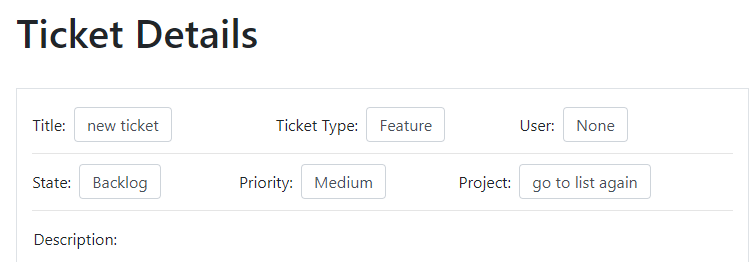 Ticket Details
Title: new ticket Ticket Type: Feature User: None
State: Backlog Priority: Medium Project: go to list again
Description: